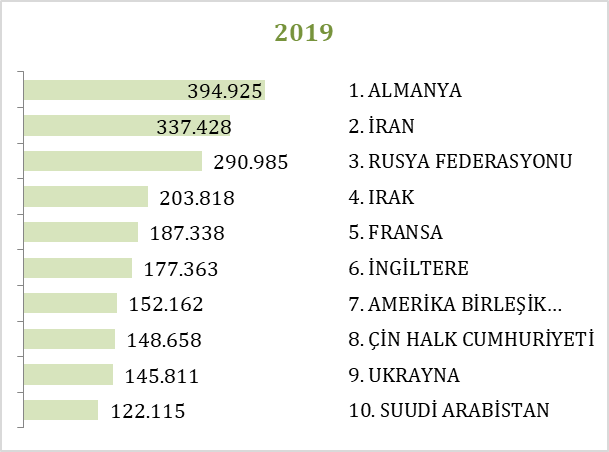 2019
394.925 1. ALMANYA
337.428 2. İRAN
290.985 3. RUSYA FEDERASYONU
203.818 4. IRAK
187.338 5. FRANSA
177.363 6. İNGİLTERE
152.162 7. AMERİKA BİRLEŞİK…
148.658 8. ÇİN HALK CUMHURİYETİ
145.811 9. UKRAYNA
122.115 10. SUUDİ ARABİSTAN